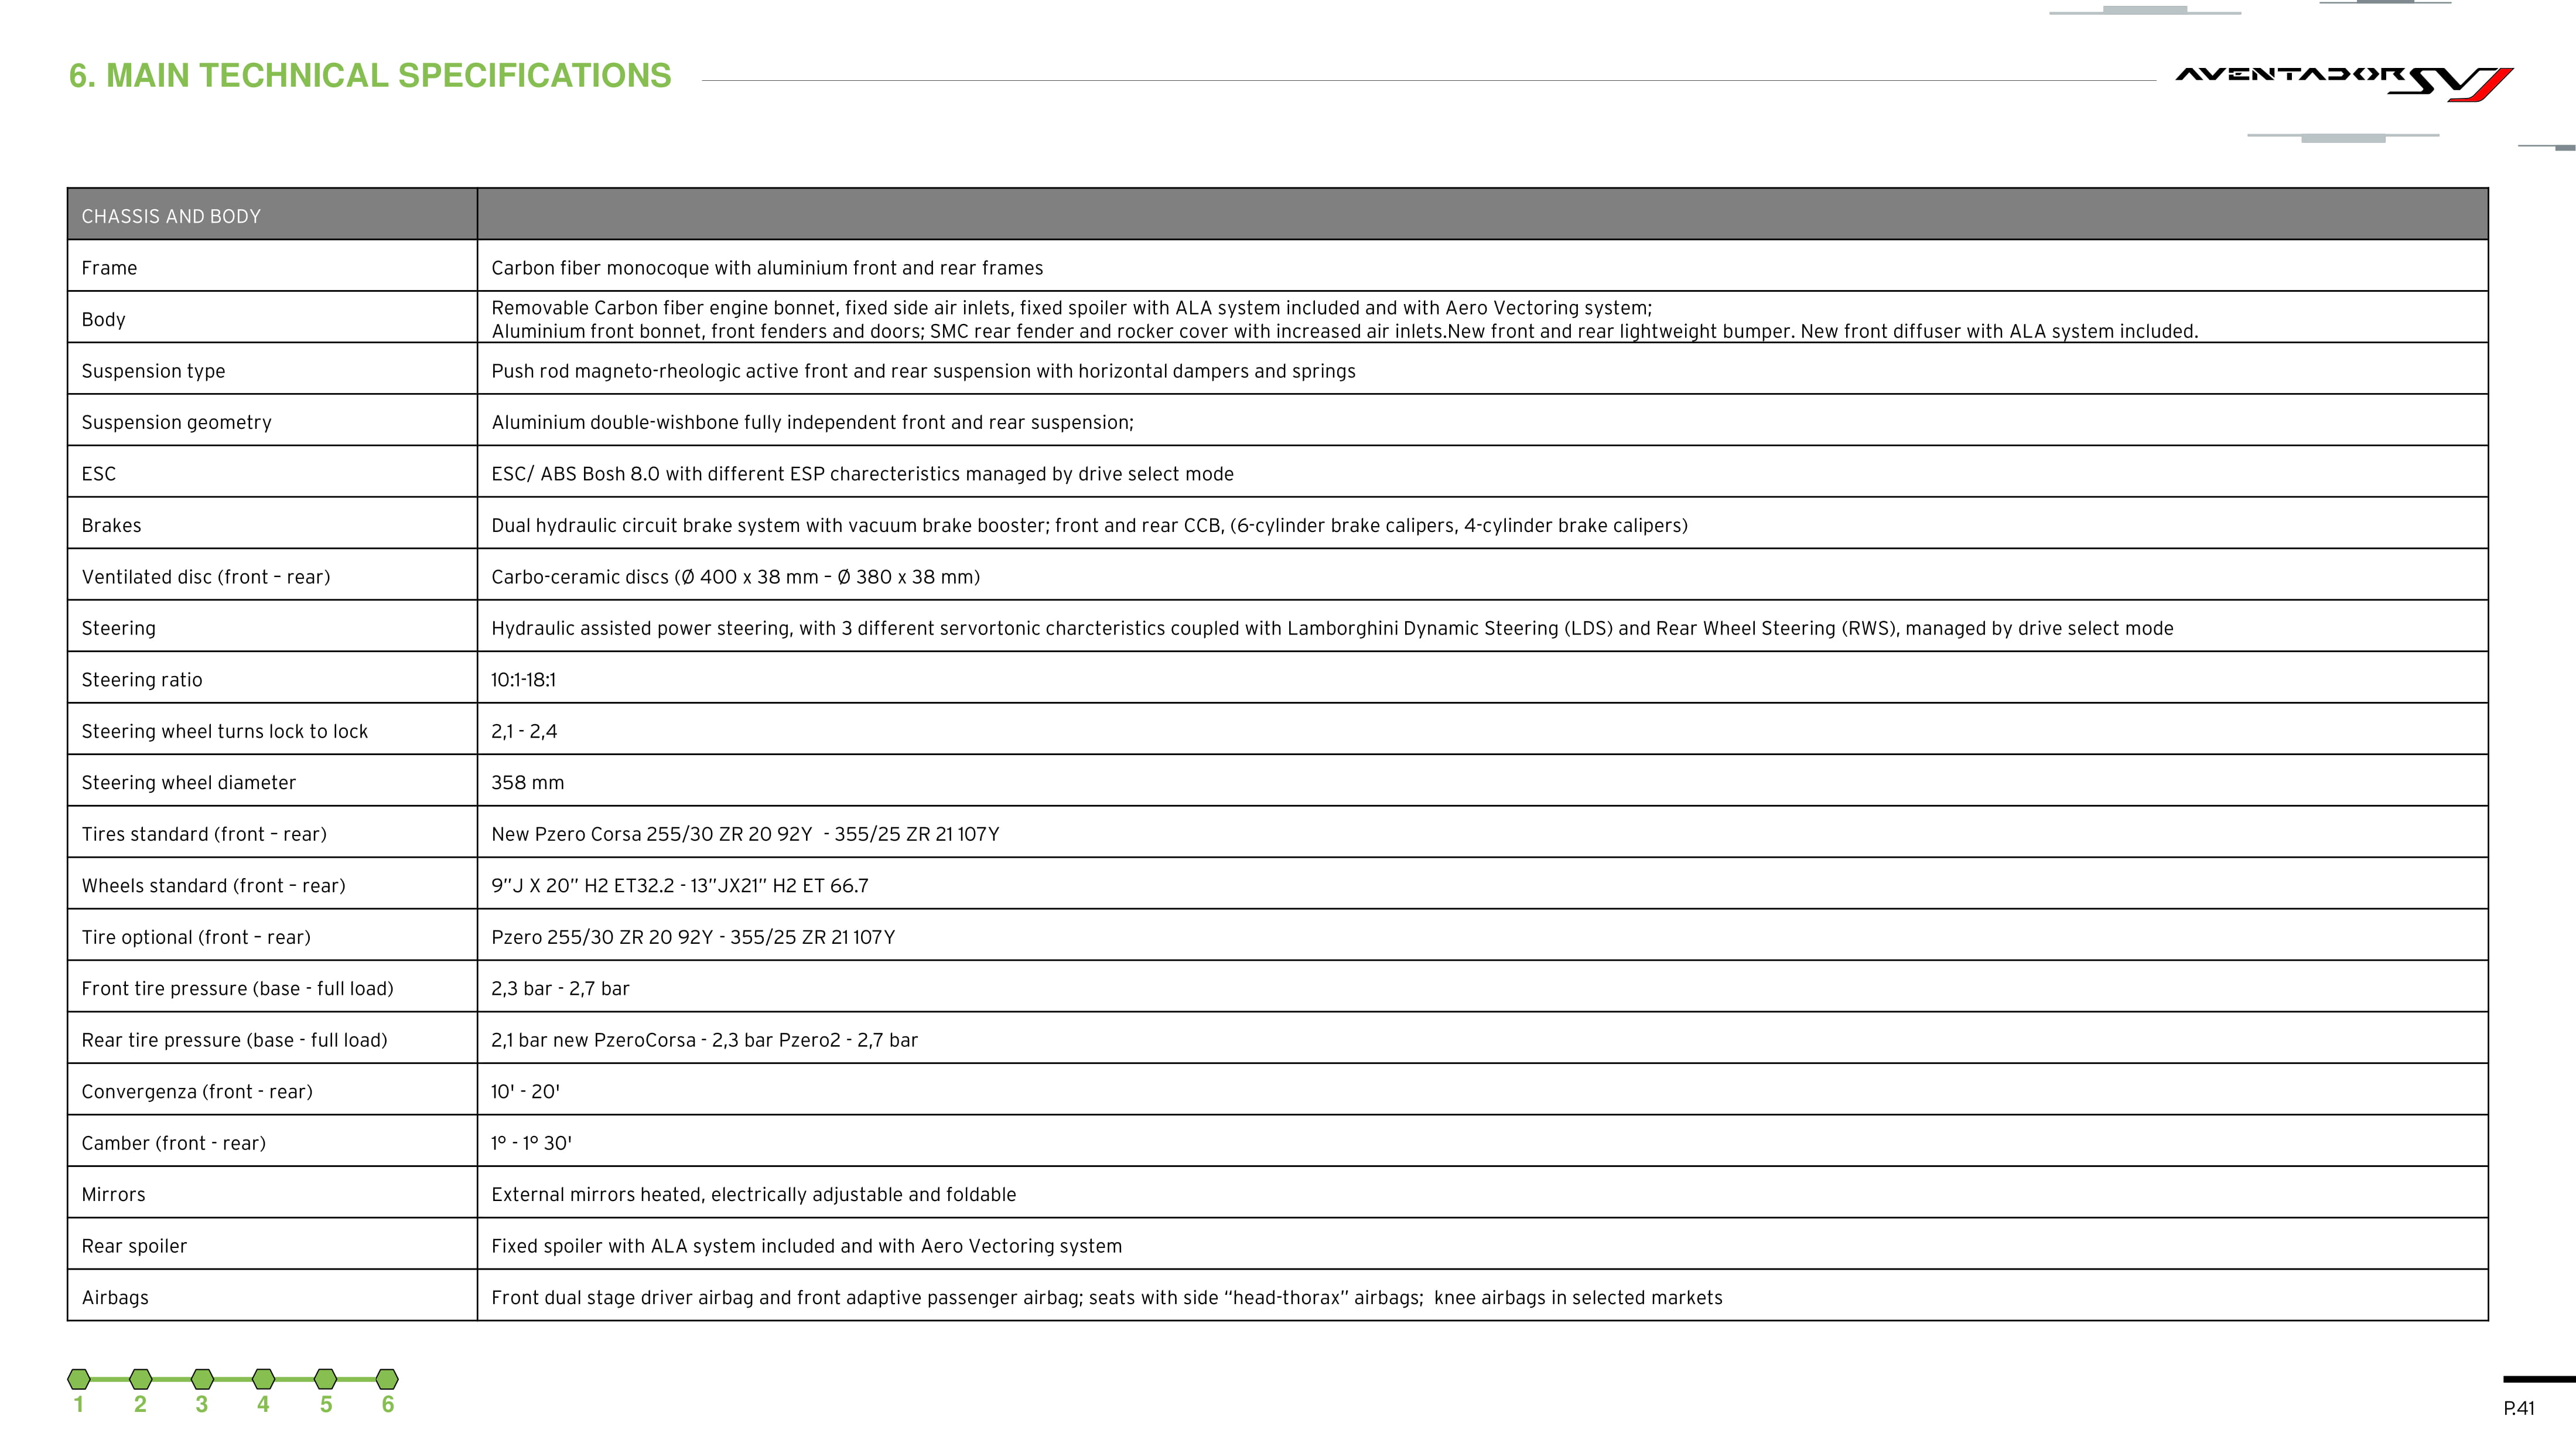 6. MAIN TECHNICAL SPECIFICATIONS
AVENTADOR SVJ
CHASSIS AND BODY
Frame
Carbon fiber monocoque with aluminium front and rear frames
Body
Removable Carbon fiber engine bonnet, fixed side air inlets, fixed spoiler with ALA system included and with Aero Vectoring system;
Aluminium front bonnet, front fenders and doors; SMC rear fender and rocker cover with increased air inlets.New front and rear lightweight bumper. New front diffuser with ALA system included.
Suspension type
Push rod magneto-rheologic active front and rear suspension with horizontal dampers and springs
Suspension geometry
Aluminium double-wishbone fully independent front and rear suspension;
ESC
ESC/ ABS Bosh 8.0 with different ESP charecteristics managed by drive select mode
Brakes
Dual hydraulic circuit brake system with vacuum brake booster; front and rear CCB, (6-cylinder brake calipers, 4-cylinder brake calipers)
Ventilated disc (front – rear)
Carbo-ceramic discs (Ø 400 x 38 mm – Ø 380 x 38 mm)
Steering
Hydraulic assisted power steering, with 3 different servortonic charcteristics coupled with Lamborghini Dynamic Steering (LDS) and Rear Wheel Steering (RWS), managed by drive select mode
Steering ratio
10:1-18:1
Steering wheel turns lock to lock
2,1 - 2,4
Steering wheel diameter
358 mm
Tires standard (front – rear)
New Pzero Corsa 255/30 ZR 20 92Y  - 355/25 ZR 21 107Y
Wheels standard (front – rear)
9”J X 20” H2 ET32.2 - 13”JX21” H2 ET 66.7
Tire optional (front – rear)
Pzero 255/30 ZR 20 92Y - 355/25 ZR 21 107Y
Front tire pressure (base - full load)
2,3 bar - 2,7 bar
Rear tire pressure (base - full load)
2,1 bar new PzeroCorsa - 2,3 bar Pzero2 - 2,7 bar
Convergenza (front - rear)
10' - 20'
Camber (front - rear)
1° - 1° 30'
Mirrors
External mirrors heated, electrically adjustable and foldable
Rear spoiler
Fixed spoiler with ALA system included and with Aero Vectoring system
Airbags
Front dual stage driver airbag and front adaptive passenger airbag; seats with side “head-thorax” airbags;  knee airbags in selected markets
1 2 3 4 5 6
P.41